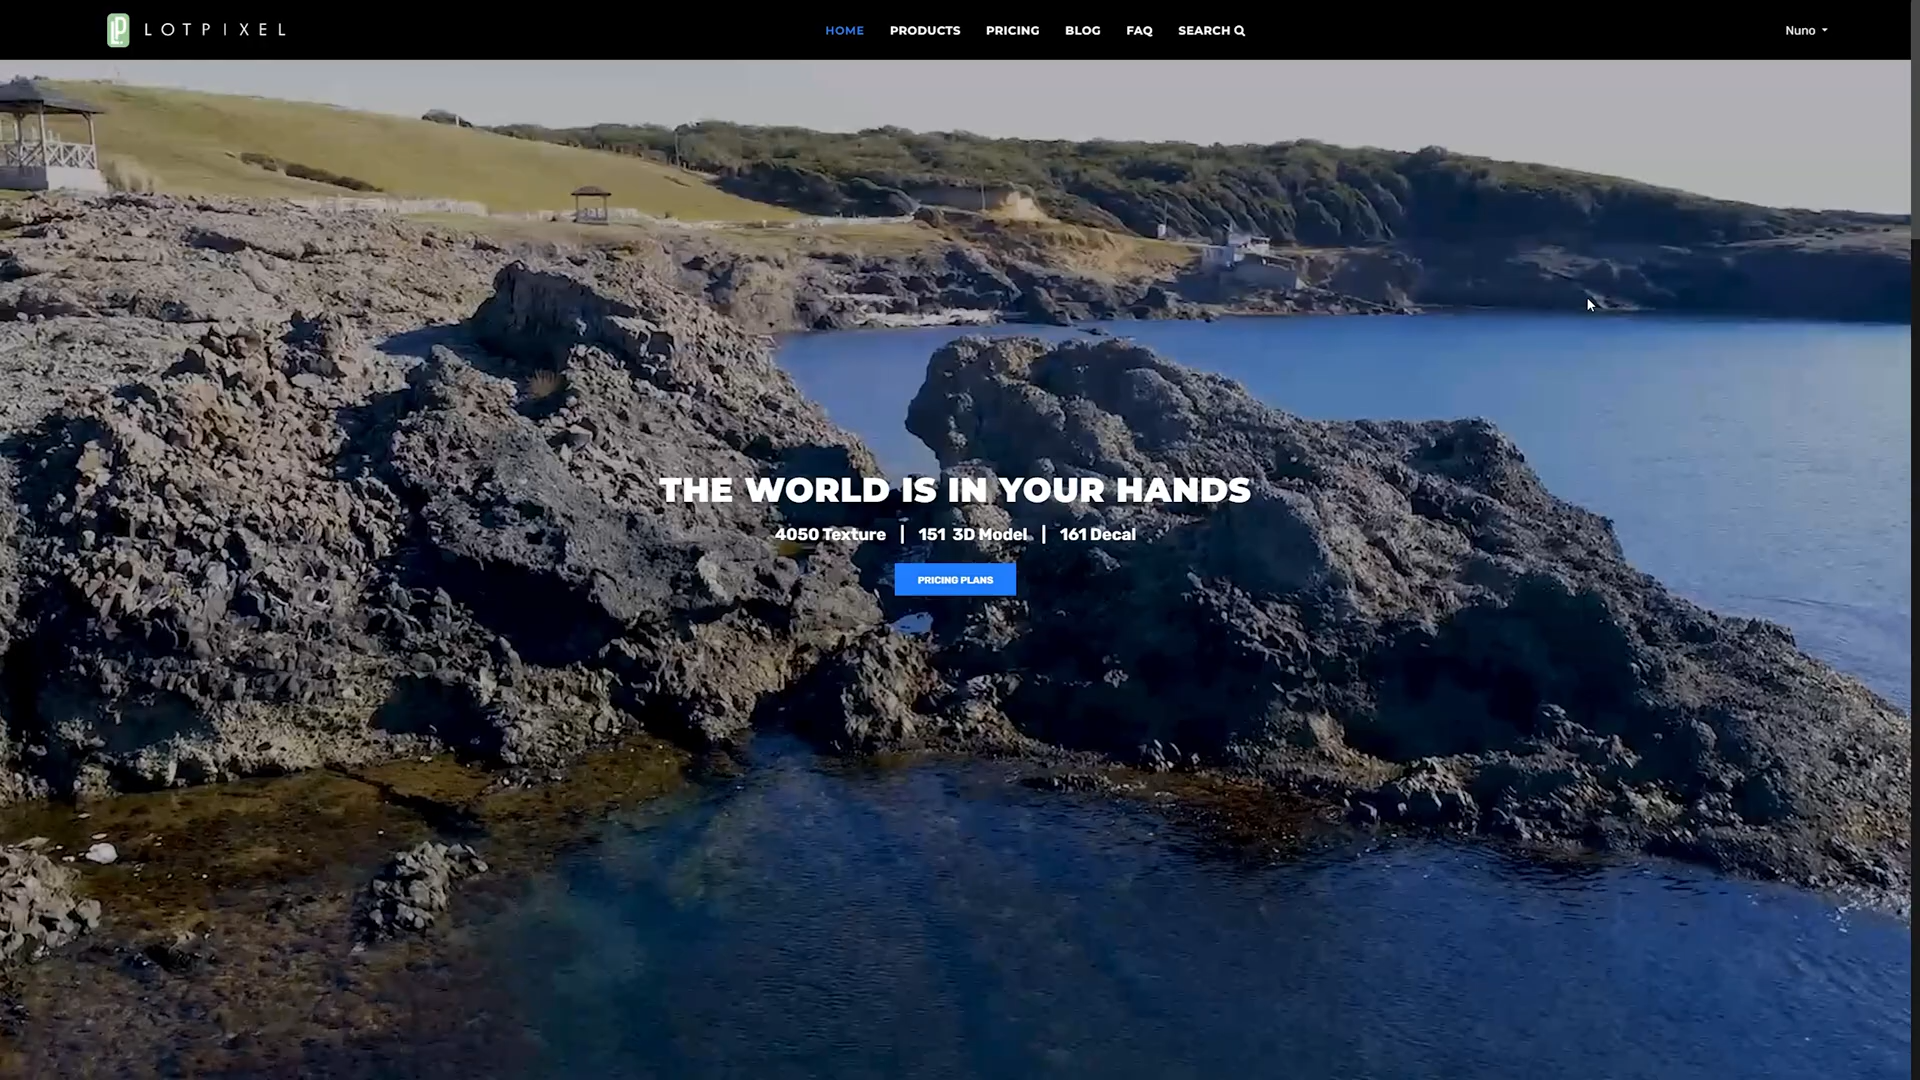 LOTPIXEL
HOME PRODUCTS PRICING BLOG FAQ SEARCH
Nuno
THE WORLD IS IN YOUR HANDS
4050 Texture | 151 3D Model | 161 Decal
PRICING PLANS